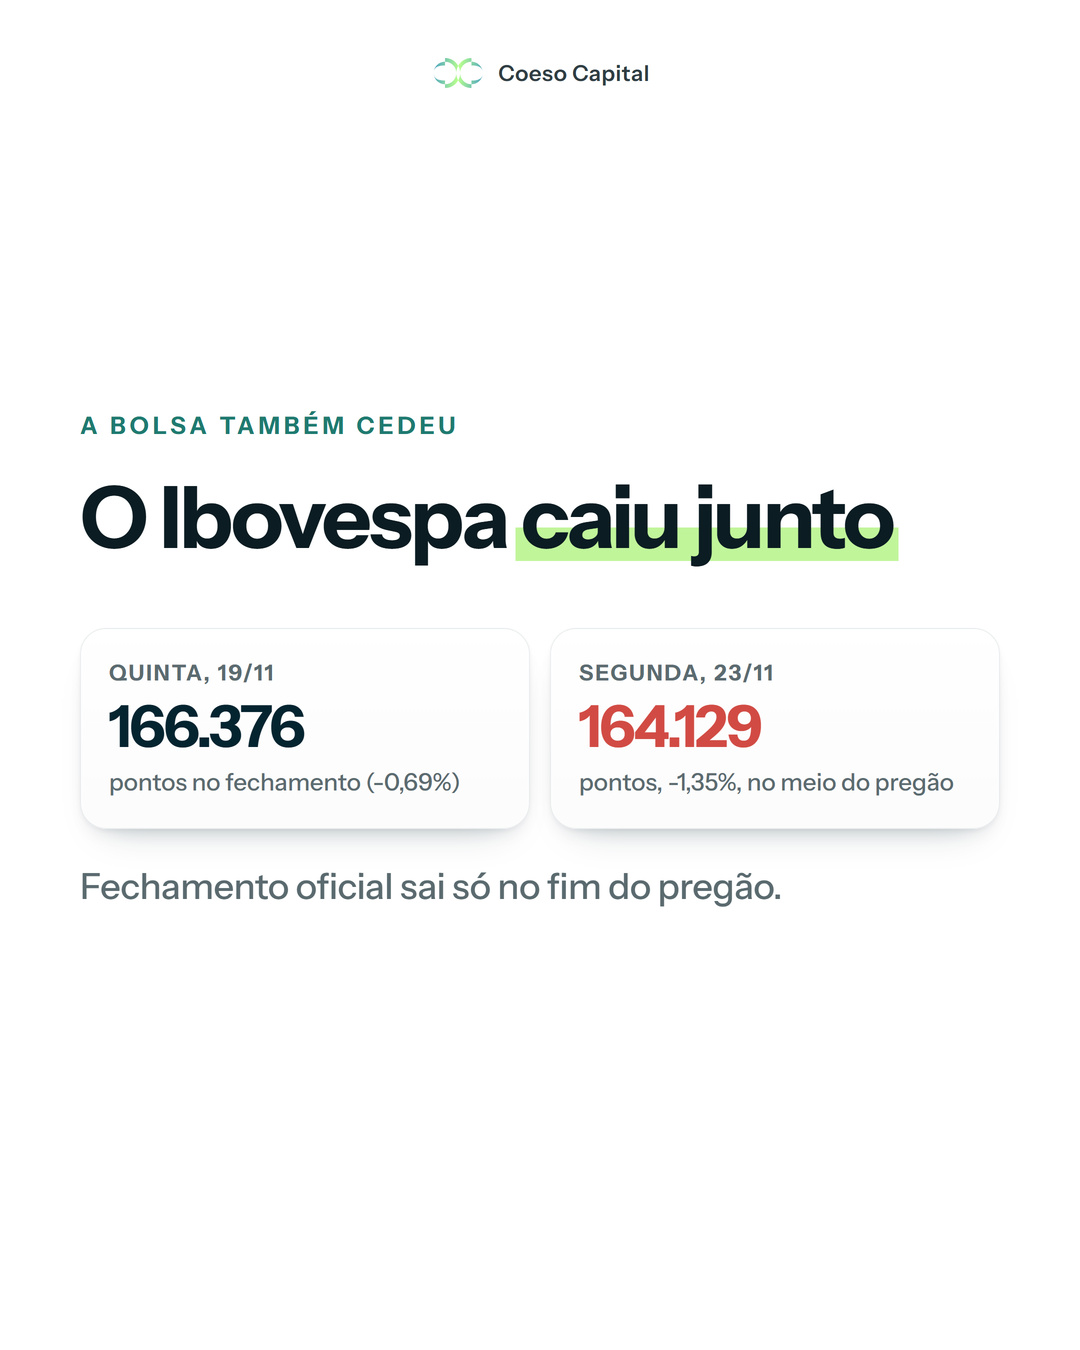 Coeso Capital
A BOLSA TAMBÉM CEDEU
O Ibovespa caiu junto
QUINTA, 19/11
166.376
pontos no fechamento (-0,69%)
SEGUNDA, 23/11
164.129
pontos, -1,35%, no meio do pregão
Fechamento oficial sai só no fim do pregão.